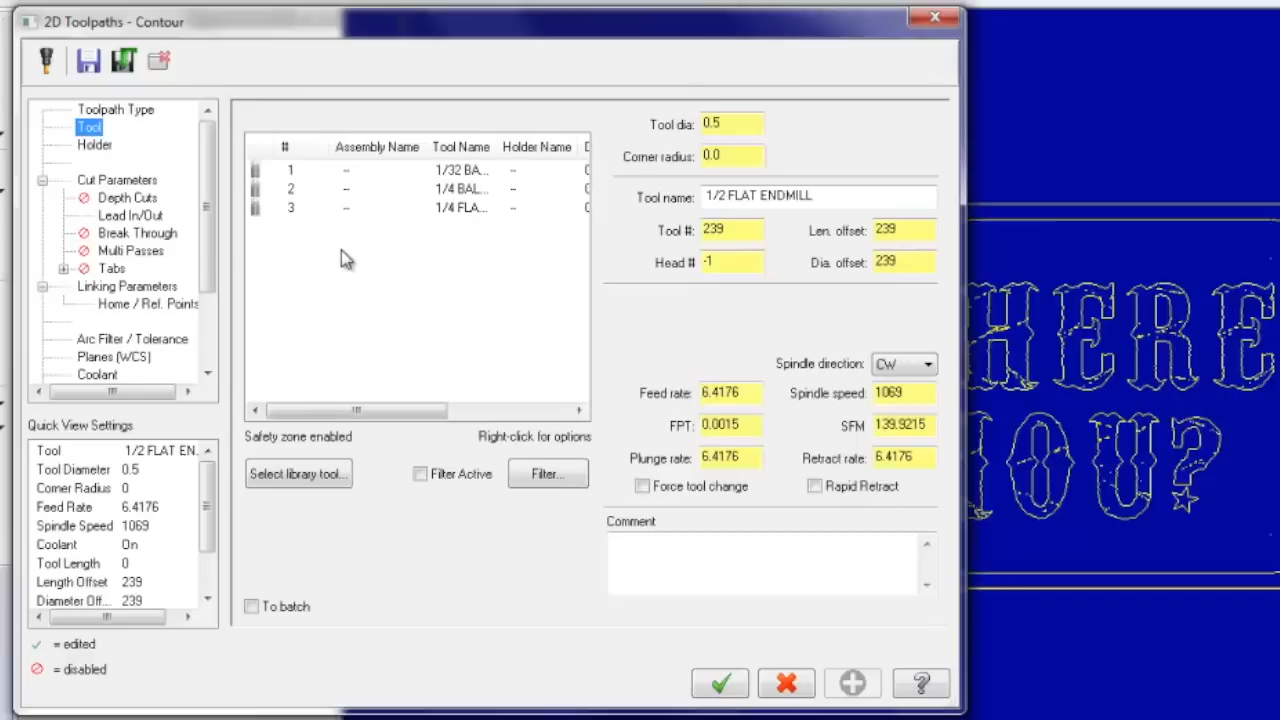 2D Toolpaths - Contour
Toolpath Type
Tool
Holder
Cut Parameters
Depth Cuts
Lead In/Out
Break Through
Multi Passes
Tabs
Linking Parameters
Home / Ref. Points
Arc Filter / Tolerance
Planes (WCS)
Coolant
Quick View Settings
Tool 1/2 FLAT EN.
Tool Diameter 0.5
Corner Radius 0
Feed Rate 6.4176
Spindle Speed 1069
Coolant On
Tool Length 0
Length Offset 239
Diameter Off... 239
= edited
= disabled
# Assembly Name Tool Name Holder Name
1 -- 1/32 BA... --
2 -- 1/4 BAL... --
3 -- 1/4 FLA... --
Safety zone enabled Right-click for options
Select library tool... Filter Active Filter...
To batch
Tool dia: 0.5
Corner radius: 0.0
Tool name: 1/2 FLAT ENDMILL
Tool #: 239 Len. offset: 239
Head # -1 Dia. offset: 239
Spindle direction: CW
Feed rate: 6.4176 Spindle speed: 1069
FPT: 0.0015 SFM 139.9215
Plunge rate: 6.4176 Retract rate: 6.4176
Force tool change Rapid Retract
Comment
HERE
YOU?